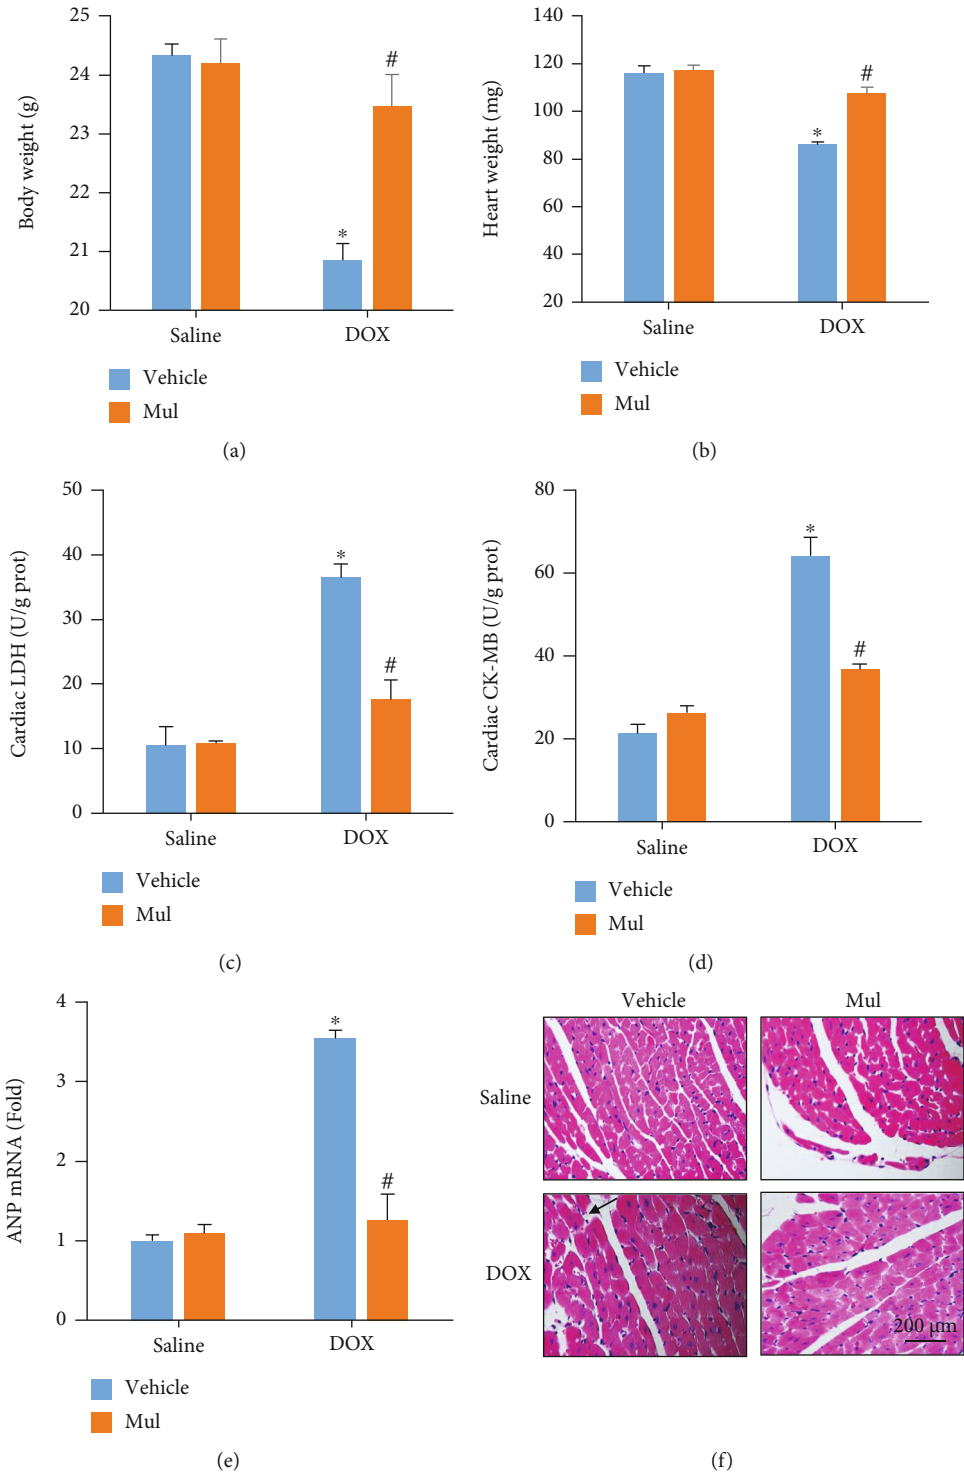 25
24
23
22
21
20
Body weight (g)
*
#
Saline
DOX
Vehicle
Mul
(a)
140
120
100
80
60
40
20
Heart weight (mg)
*
#
Saline
DOX
Vehicle
Mul
(b)
50
40
30
20
10
0
Cardiac LDH (U/g prot)
*
#
Saline
DOX
Vehicle
Mul
(c)
80
60
40
20
0
Cardiac CK-MB (U/g prot)
*
#
Saline
DOX
Vehicle
Mul
(d)
4
3
2
1
0
ANP mRNA (Fold)
*
#
Saline
DOX
Vehicle
Mul
(e)
Vehicle
Mul
Saline
DOX
200 μm
(f)